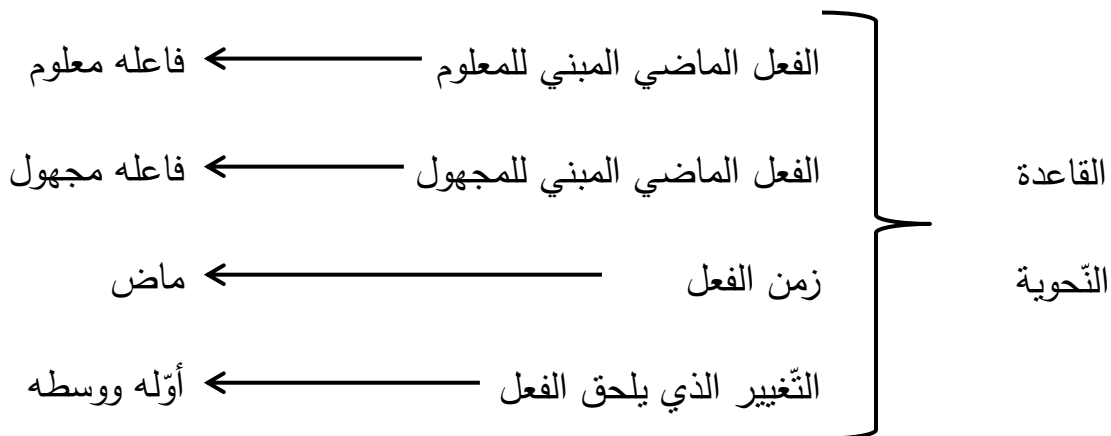 الفعل الماضي المبني للمعلوم فاعله معلوم
القاعدة
الفعل الماضي المبني للمجهول فاعله مجهول
النّحوية
زمن الفعل ماض
التّغيير الذي يلحق الفعل أوّله ووسطه